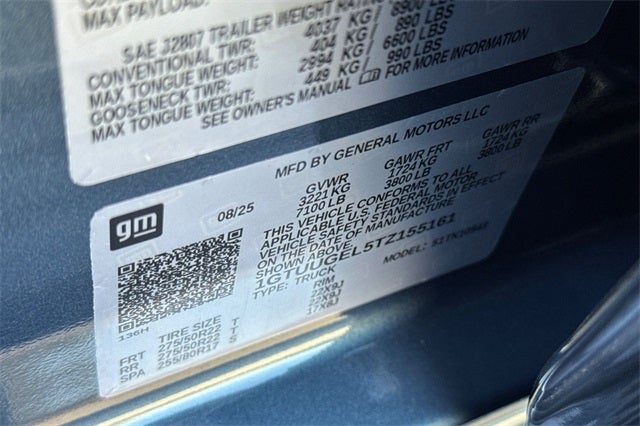 MAX PAYLOAD:
SAE J2807 TRAILER WEIGHT RATING
CONVENTIONAL TWR: 4037 KG / 8900 LBS
MAX TONGUE WEIGHT: 404 KG / 890 LBS
GOOSENECK TWR: 2994 KG / 6600 LBS
MAX TONGUE WEIGHT: 449 KG / 990 LBS
SEE OWNER'S MANUAL FOR MORE INFORMATION
MFD BY GENERAL MOTORS LLC
gm
08/25
GVWR GAWR FRT GAWR RR
3221 KG 1724 KG 1724 KG
7100 LB 3800 LB 3800 LB
THIS VEHICLE CONFORMS TO ALL
APPLICABLE U.S. FEDERAL MOTOR
VEHICLE SAFETY STANDARDS IN EFFECT
ON THE DATE OF MANUFACTURE
SHOWN ABOVE.
1GTUUGEL5TZ155161
TYPE: TRUCK MODEL:
136H
TIRE SIZE RIM
FRT 275/50R22 T 22X9J
RR 275/50R22 T 22X9J
SPA 255/80R17 S 17X8J